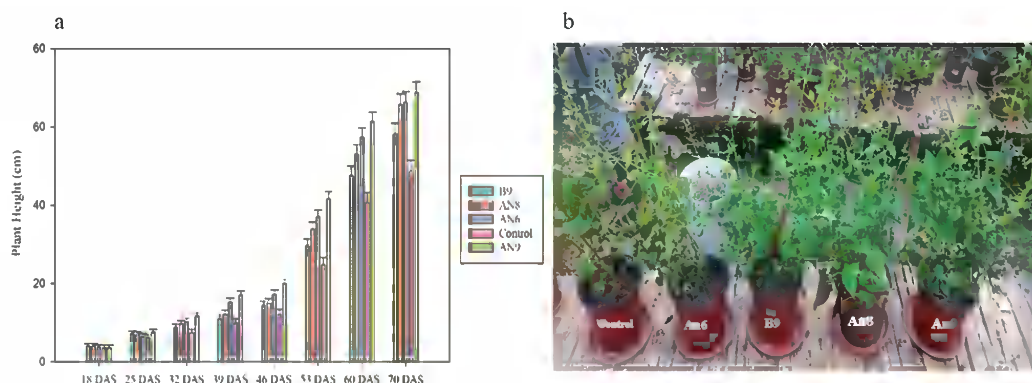 a
80
60
40
20
0
Plant Height (cm)
18 DAS 25 DAS 32 DAS 39 DAS 46 DAS 53 DAS 60 DAS 70 DAS
B9
AN8
AN6
Control
AN9
b
Control
An6
B9
An8